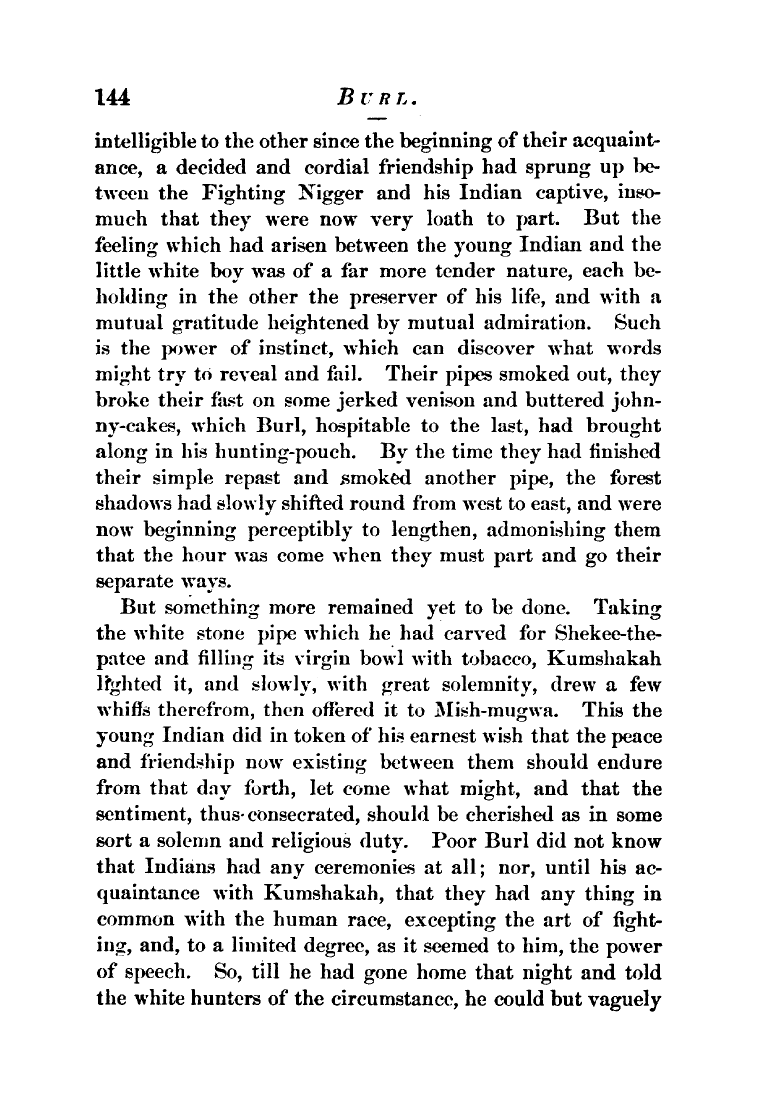 144 BURL.
intelligible to the other since the beginning of their acquaint-
ance, a decided and cordial friendship had sprung up be-
tween the Fighting Nigger and his Indian captive, inso-
much that they were now very loath to part. But the
feeling which had arisen between the young Indian and the
little white boy was of a far more tender nature, each be-
holding in the other the preserver of his life, and with a
mutual gratitude heightened by mutual admiration. Such
is the power of instinct, which can discover what words
might try to reveal and fail. Their pipes smoked out, they
broke their fast on some jerked venison and buttered john-
ny-cakes, which Burl, hospitable to the last, had brought
along in his hunting-pouch. By the time they had finished
their simple repast and smoked another pipe, the forest
shadows had slowly shifted round from west to east, and were
now beginning perceptibly to lengthen, admonishing them
that the hour was come when they must part and go their
separate ways.
But something more remained yet to be done. Taking
the white stone pipe which he had carved for Shekee-the-
patee and filling its virgin bowl with tobacco, Kumshakah
lighted it, and slowly, with great solemnity, drew a few
whiffs therefrom, then offered it to Mish-mugwa. This the
young Indian did in token of his earnest wish that the peace
and friendship now existing between them should endure
from that day forth, let come what might, and that the
sentiment, thus consecrated, should be cherished as in some
sort a solemn and religious duty. Poor Burl did not know
that Indians had any ceremonies at all; nor, until his ac-
quaintance with Kumshakah, that they had any thing in
common with the human race, excepting the art of fight-
ing, and, to a limited degree, as it seemed to him, the power
of speech. So, till he had gone home that night and told
the white hunters of the circumstance, he could but vaguely